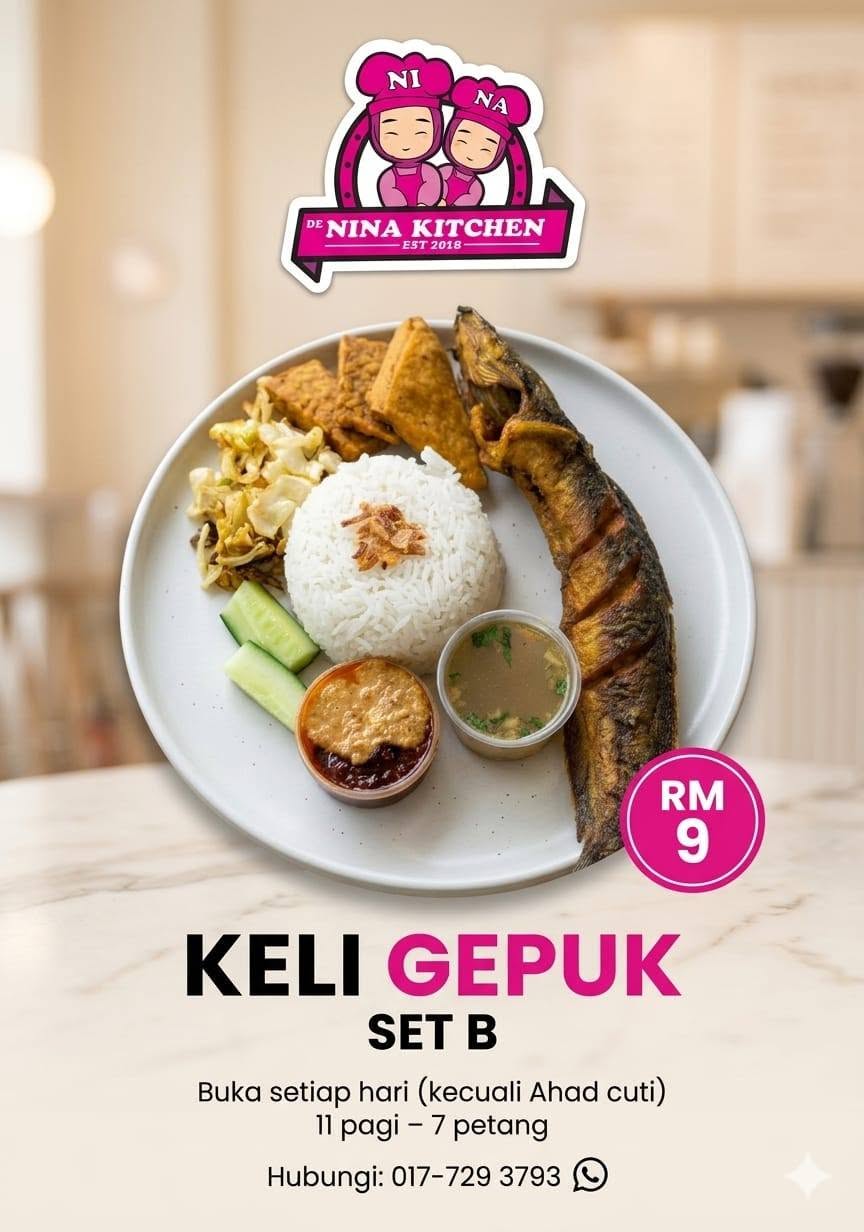 NI
NA
DE NINA KITCHEN
EST 2018
RM
9
KELI GEPUK
SET B
Buka setiap hari (kecuali Ahad cuti)
11 pagi – 7 petang
Hubungi: 017-729 3793